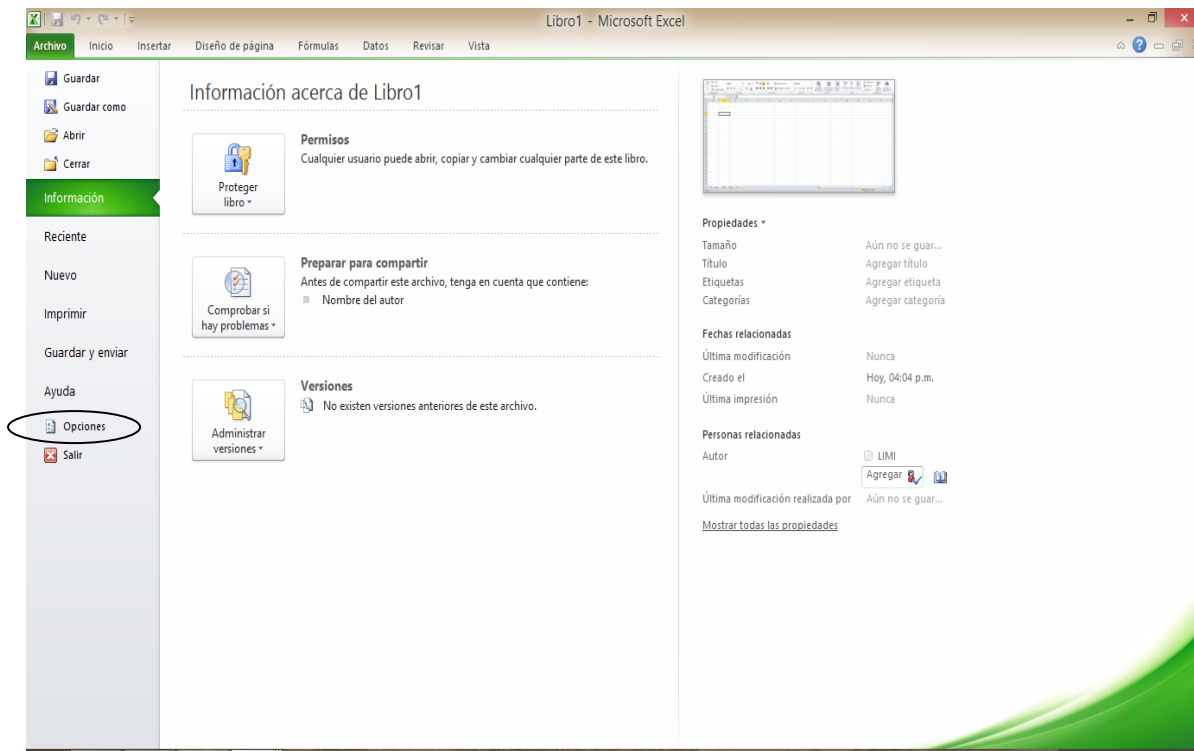 Libro1 - Microsoft Excel
Archivo Inicio Insertar Diseño de página Fórmulas Datos Revisar Vista
Guardar
Guardar como
Abrir
Cerrar
Información
Reciente
Nuevo
Imprimir
Guardar y enviar
Ayuda
Opciones
Salir
Información acerca de Libro1
Proteger
libro
Permisos
Cualquier usuario puede abrir, copiar y cambiar cualquier parte de este libro.
Comprobar si
hay problemas
Preparar para compartir
Antes de compartir este archivo, tenga en cuenta que contiene:
Nombre del autor
Administrar
versiones
Versiones
No existen versiones anteriores de este archivo.
Propiedades
Tamaño Aún no se guar...
Título Agregar título
Etiquetas Agregar etiqueta
Categorías Agregar categoría
Fechas relacionadas
Última modificación Nunca
Creado el Hoy, 04:04 p.m.
Última impresión Nunca
Personas relacionadas
Autor LIMI
Agregar
Última modificación realizada por Aún no se guar...
Mostrar todas las propiedades